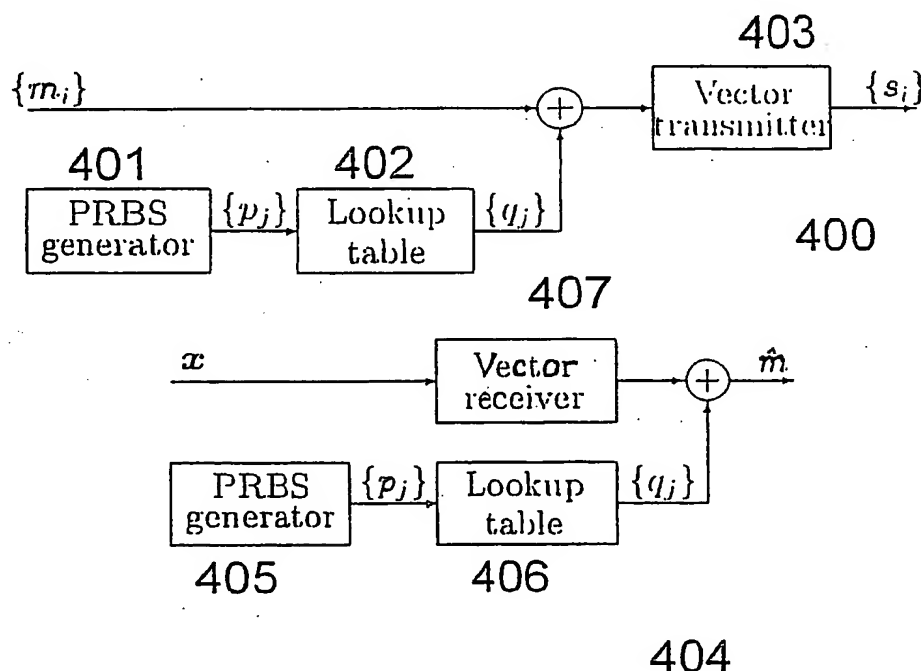 403
{m_i}
+
Vector
transmitter
{s_i}
401
402
PRBS
generator
{p_j}
Lookup
table
{q_j}
400
407
x
Vector
receiver
+
m̂
PRBS
generator
{p_j}
Lookup
table
{q_j}
405
406
404